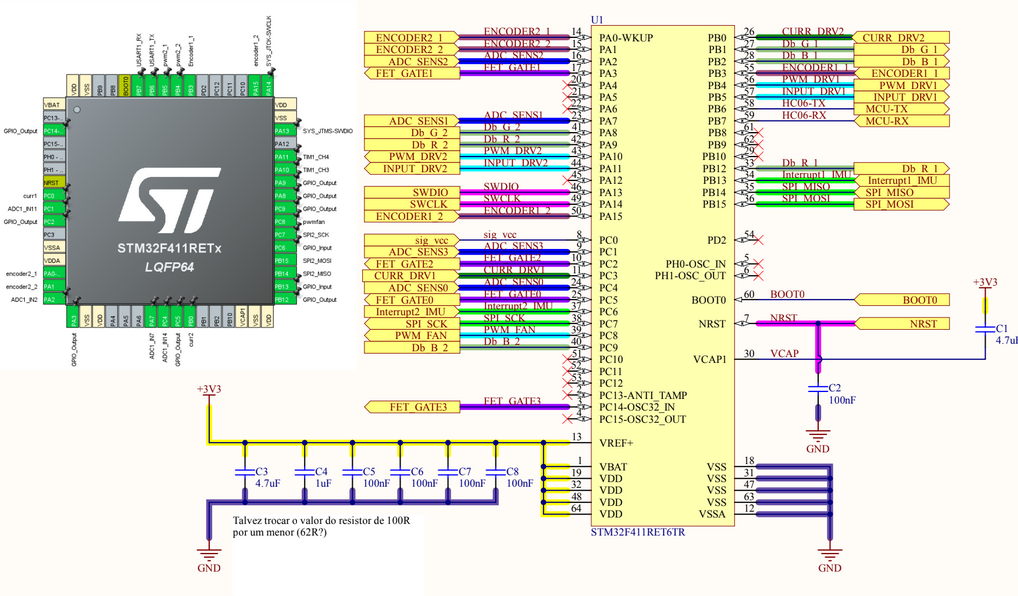 USART1_RX
USART1_TX
pwm2_1
pwm2_2
Encoder1_1
encoder1_2
SYS_JTCK-SWCLK
VDD
VSS
PB9
PB8
BOOT0
PB7
PB6
PB5
PB4
PB3
PD2
PC12
PC11
PC10
PA15
PA14
VBAT
PC13-
GPIO_Output PC14-
PC15-
PH0 -
PH1 -
NRST
curr1 PC0
ADC1_IN11 PC1
GPIO_Output PC2
PC3
VSSA
VDDA
encoder2_1 PA0-
encoder2_2 PA1
ADC1_IN2 PA2
VDD
VSS
PA13 SYS_JTMS-SWDIO
PA12
PA11 TIM1_CH4
PA10 TIM1_CH3
PA9 GPIO_Output
PA8 GPIO_Output
PC9 GPIO_Output
PC8 pwmfan
PC7 SPI2_SCK
PC6 GPIO_Input
PB15 SPI2_MOSI
PB14 SPI2_MISO
PB13 GPIO_Input
PB12 GPIO_Output
STM32F411RETx
LQFP64
PA3
VSS
VDD
PA4
PA5
PA6
PA7
PC4
PC5
PB0
PB1
PB2
PB10
VCAP1
VSS
VDD
GPIO_Output
ADC1_IN7
ADC1_IN14
GPIO_Output
curr2
U1
ENCODER2_1 ENCODER2_1 14 PA0-WKUP
ENCODER2_2 ENCODER2_2 15 PA1
ADC_SENS2 ADC_SENS2 16 PA2
FET_GATE1 FET_GATE1 17 PA3
PA4
21 PA5
22 PA6
ADC_SENS1 ADC_SENS1 23 PA7
Db_G_2 Db_G_2 41 PA8
Db_R_2 Db_R_2 42 PA9
PWM_DRV2 PWM_DRV2 43 PA10
INPUT_DRV2 INPUT_DRV2 44 PA11
45 PA12
SWDIO SWDIO 46 PA13
SWCLK SWCLK 49 PA14
ENCODER1_2 ENCODER1_2 50 PA15
sig_vcc sig_vcc 8 PC0
ADC_SENS3 ADC_SENS3 9 PC1
FET_GATE2 FET_GATE2 10 PC2
CURR_DRV1 CURR_DRV1 11 PC3
ADC_SENS0 ADC_SENS0 24 PC4
FET_GATE0 FET_GATE0 25 PC5
Interrupt2_IMU Interrupt2_IMU 37 PC6
SPI_SCK SPI_SCK 38 PC7
PWM_FAN PWM_FAN 39 PC8
Db_B_2 Db_B_2 40 PC9
51 PC10
52 PC11
53 PC12
2 PC13-ANTI_TAMP
FET_GATE3 FET_GATE3 3 PC14-OSC32_IN
4 PC15-OSC32_OUT
13 VREF+
1 VBAT
19 VDD
32 VDD
48 VDD
64 VDD
STM32F411RET6TR
PB0 26 CURR_DRV2 CURR_DRV2
PB1 27 Db_G_1 Db_G_1
PB2 28 Db_B_1 Db_B_1
PB3 55 ENCODER1_1 ENCODER1_1
PB4 56 PWM_DRV1 PWM_DRV1
PB5 57 INPUT_DRV1 INPUT_DRV1
PB6 58 HC06-TX MCU-TX
PB7 59 HC06-RX MCU-RX
PB8 61
PB9 62
PB10 29
PB12 33 Db_R_1 Db_R_1
PB13 34 Interrupt1_IMU Interrupt1_IMU
PB14 35 SPI_MISO SPI_MISO
PB15 36 SPI_MOSI SPI_MOSI
PD2 54
PH0-OSC_IN 5
PH1-OSC_OUT 6
BOOT0 60 BOOT0 BOOT0
NRST 7 NRST NRST
VCAP1 30 VCAP
VSS 18
VSS 31
VSS 47
VSS 63
VSSA 12
+3V3
C1
4.7uF
C2
100nF
GND
GND
+3V3
C3
4.7uF
C4
1uF
C5
100nF
C6
100nF
C7
100nF
C8
100nF
GND
Talvez trocar o valor do resistor de 100R
por um menor (62R?)